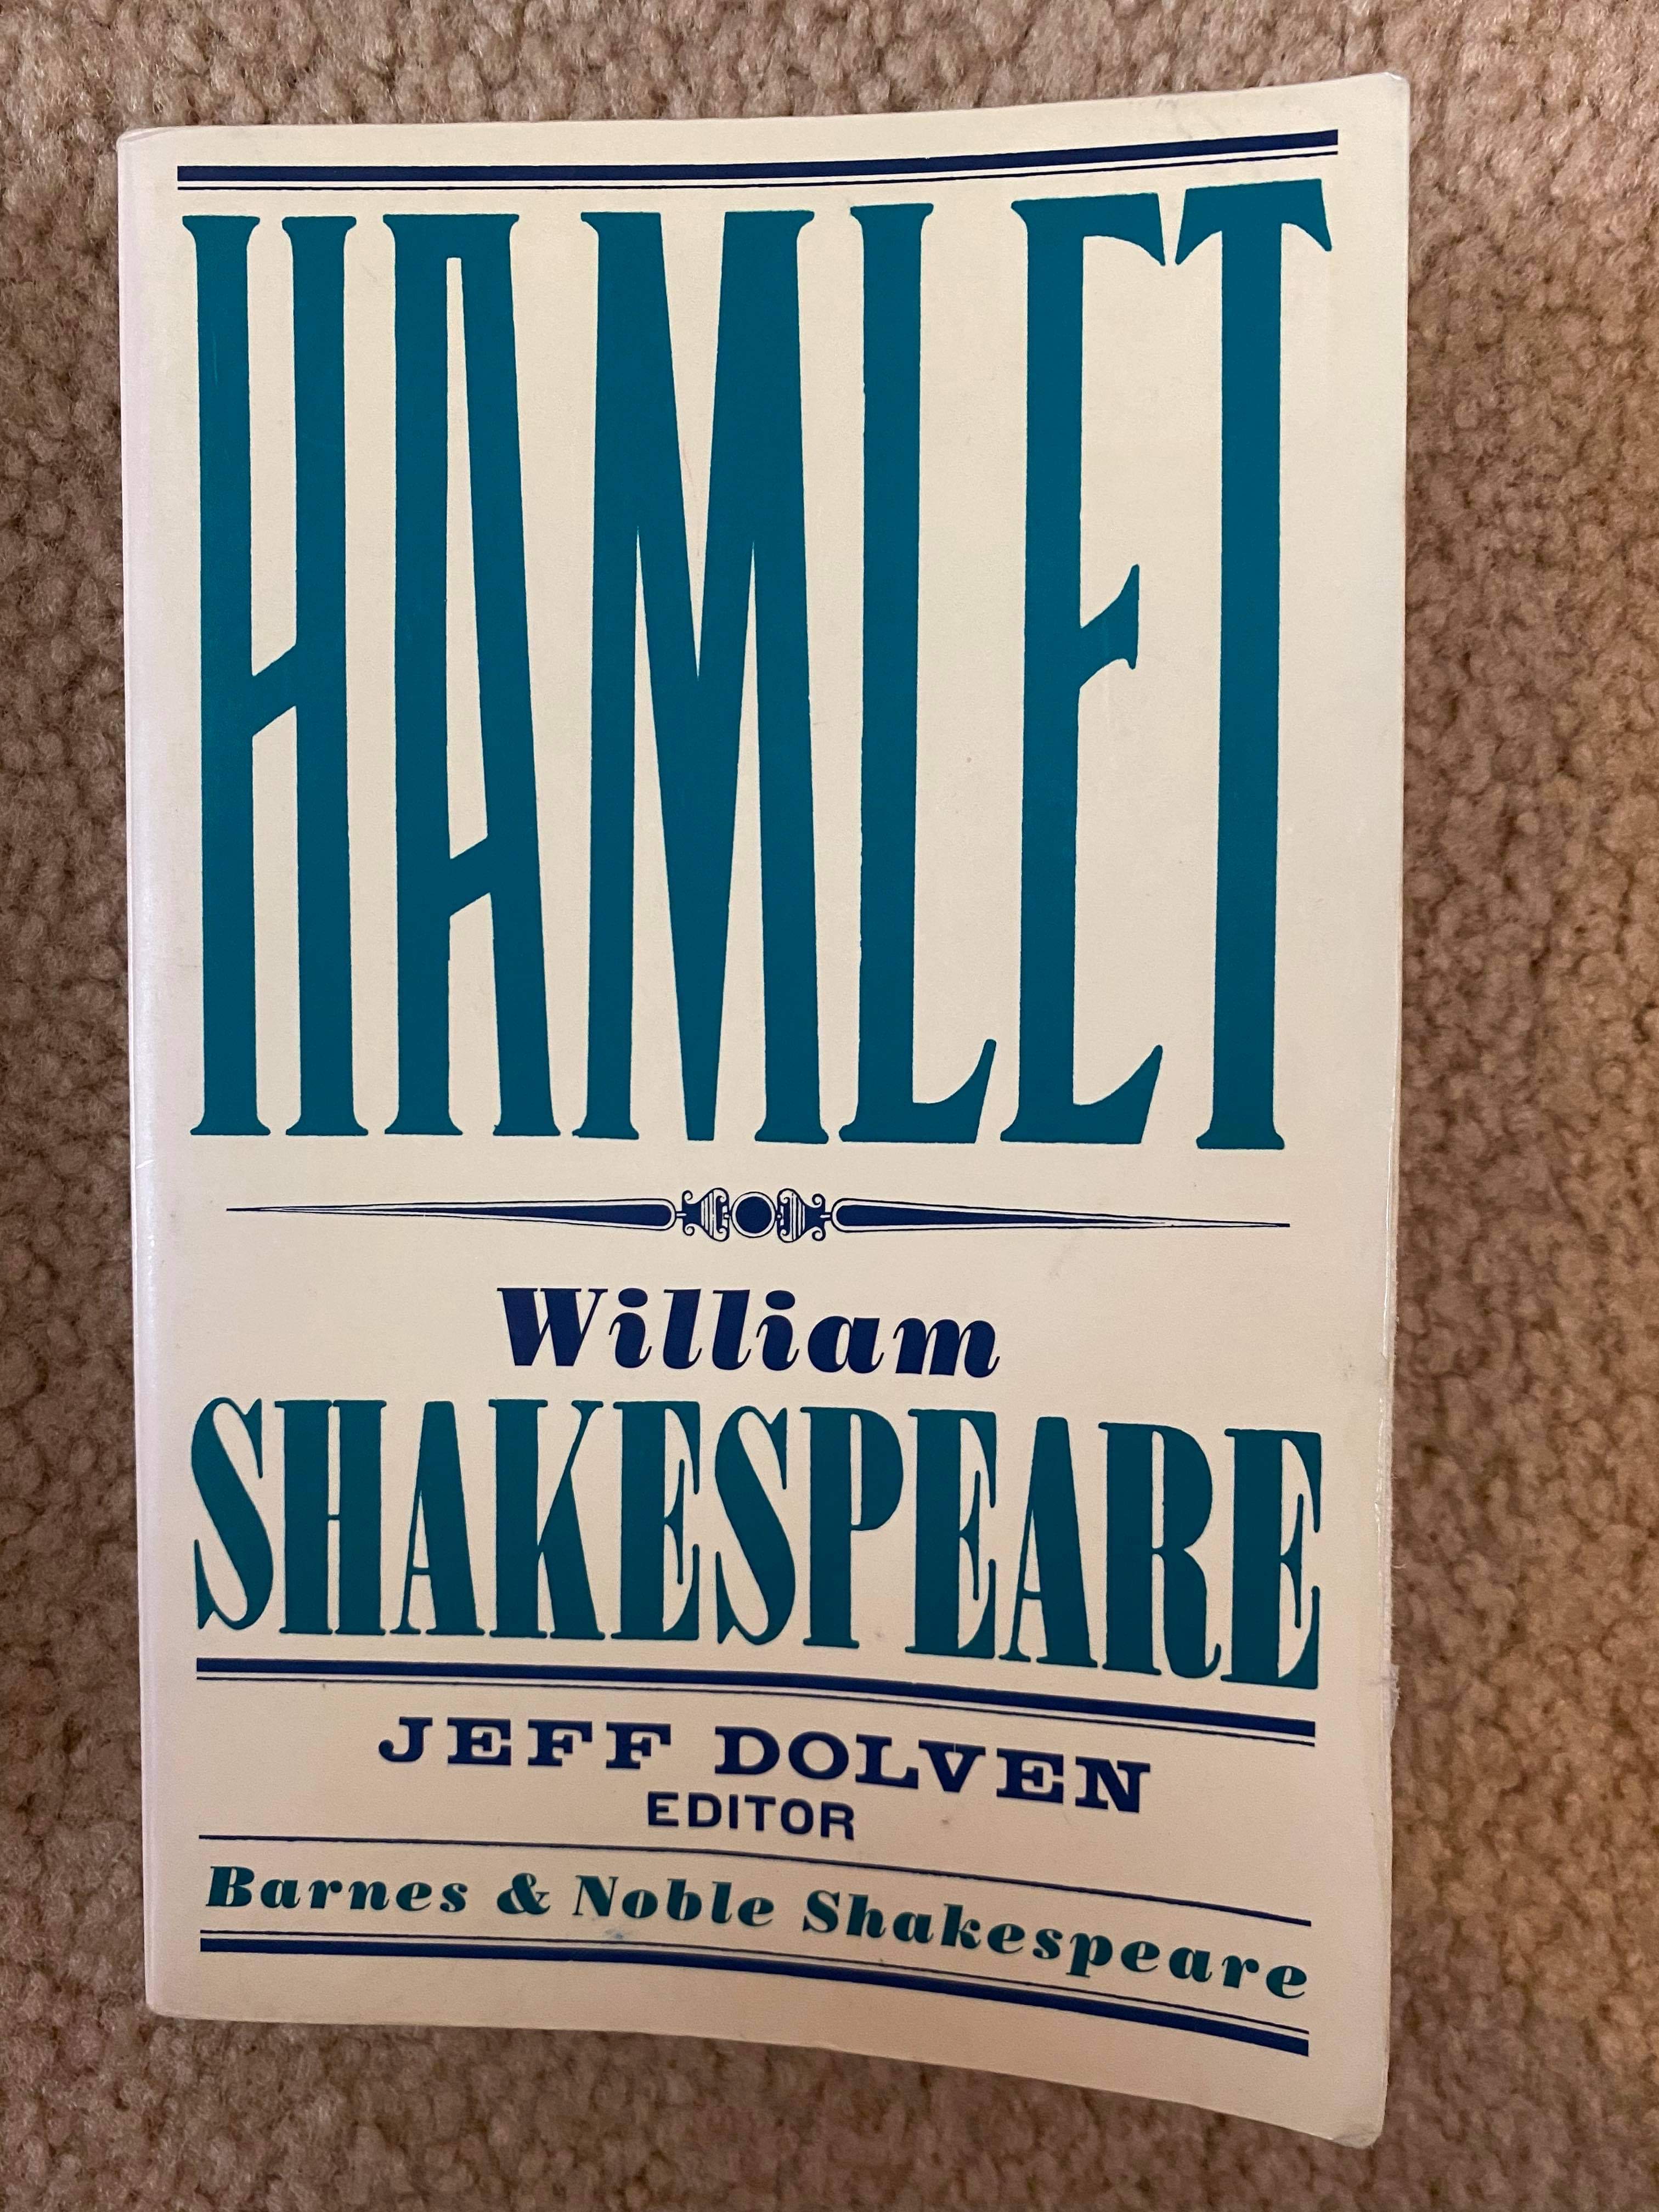 HAMLET
William
SHAKESPEARE
JEFF DOLVEN
EDITOR
Barnes & Noble Shakespeare